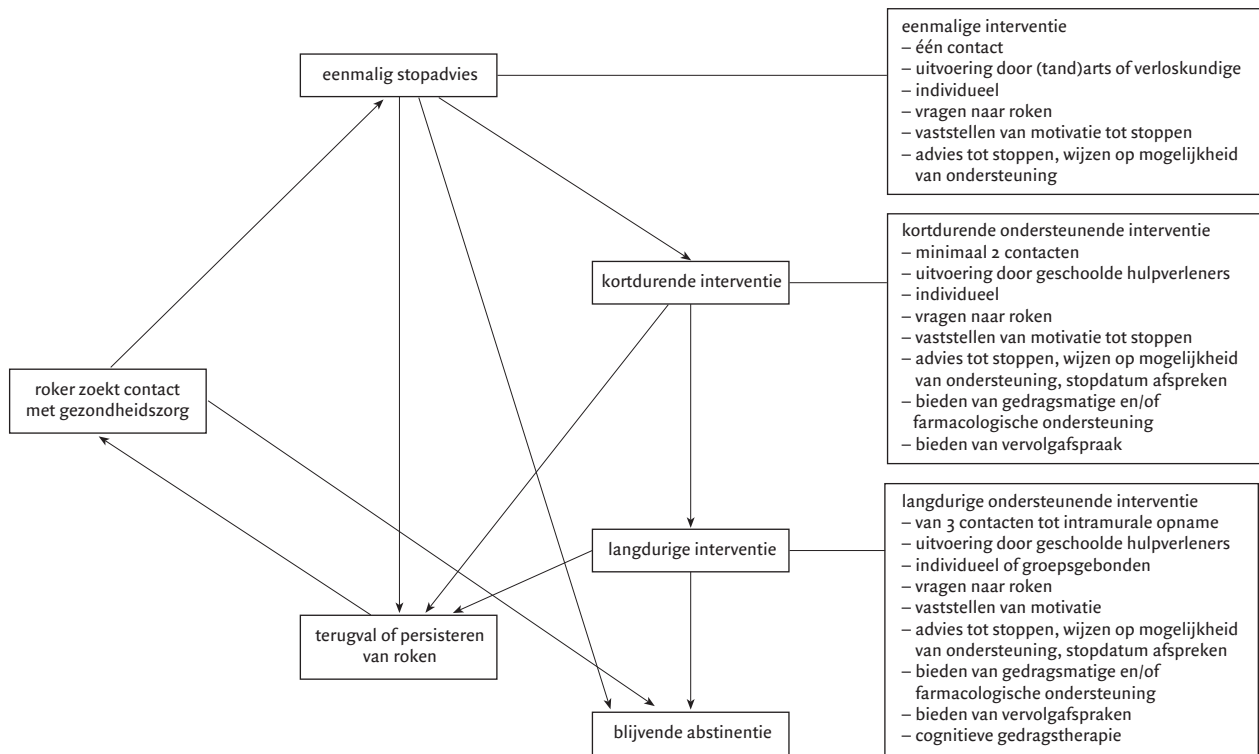 eenmalig stopadvies
eenmalige interventie
– één contact
– uitvoering door (tand)arts of verloskundige
– individueel
– vragen naar roken
– vaststellen van motivatie tot stoppen
– advies tot stoppen, wijzen op mogelijkheid
van ondersteuning
kortdurende interventie
kortdurende ondersteunende interventie
– minimaal 2 contacten
– uitvoering door geschoolde hulpverleners
– individueel
– vragen naar roken
– vaststellen van motivatie tot stoppen
– advies tot stoppen, wijzen op mogelijkheid
van ondersteuning, stopdatum afspreken
– bieden van gedragsmatige en/of
farmacologische ondersteuning
– bieden van vervolgafspraak
roker zoekt contact
met gezondheidszorg
langdurige interventie
langdurige ondersteunende interventie
– van 3 contacten tot intramurale opname
– uitvoering door geschoolde hulpverleners
– individueel of groepsgebonden
– vragen naar roken
– vaststellen van motivatie
– advies tot stoppen, wijzen op mogelijkheid
van ondersteuning, stopdatum afspreken
– bieden van gedragsmatige en/of
farmacologische ondersteuning
– bieden van vervolgafspraken
– cognitieve gedragstherapie
terugval of persisteren
van roken
blijvende abstinentie